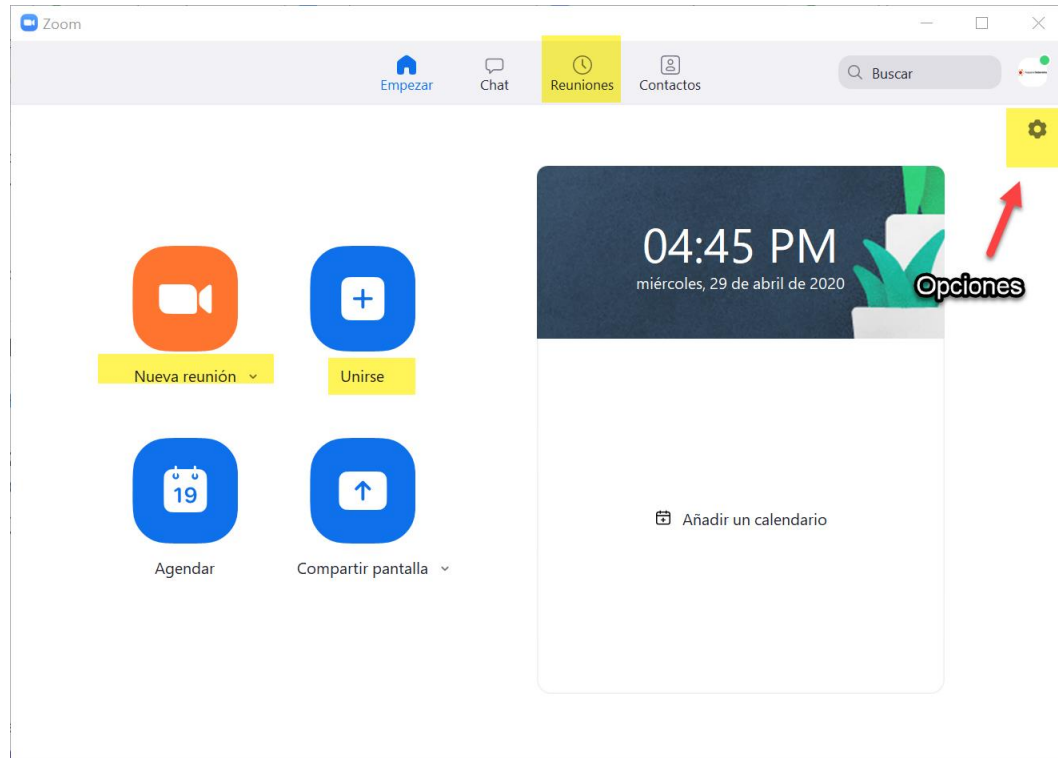 Zoom
Empezar
Chat
Reuniones
Contactos
Buscar
Opciones
04:45 PM
miércoles, 29 de abril de 2020
Nueva reunión
Unirse
19
Agendar
Compartir pantalla
Añadir un calendario